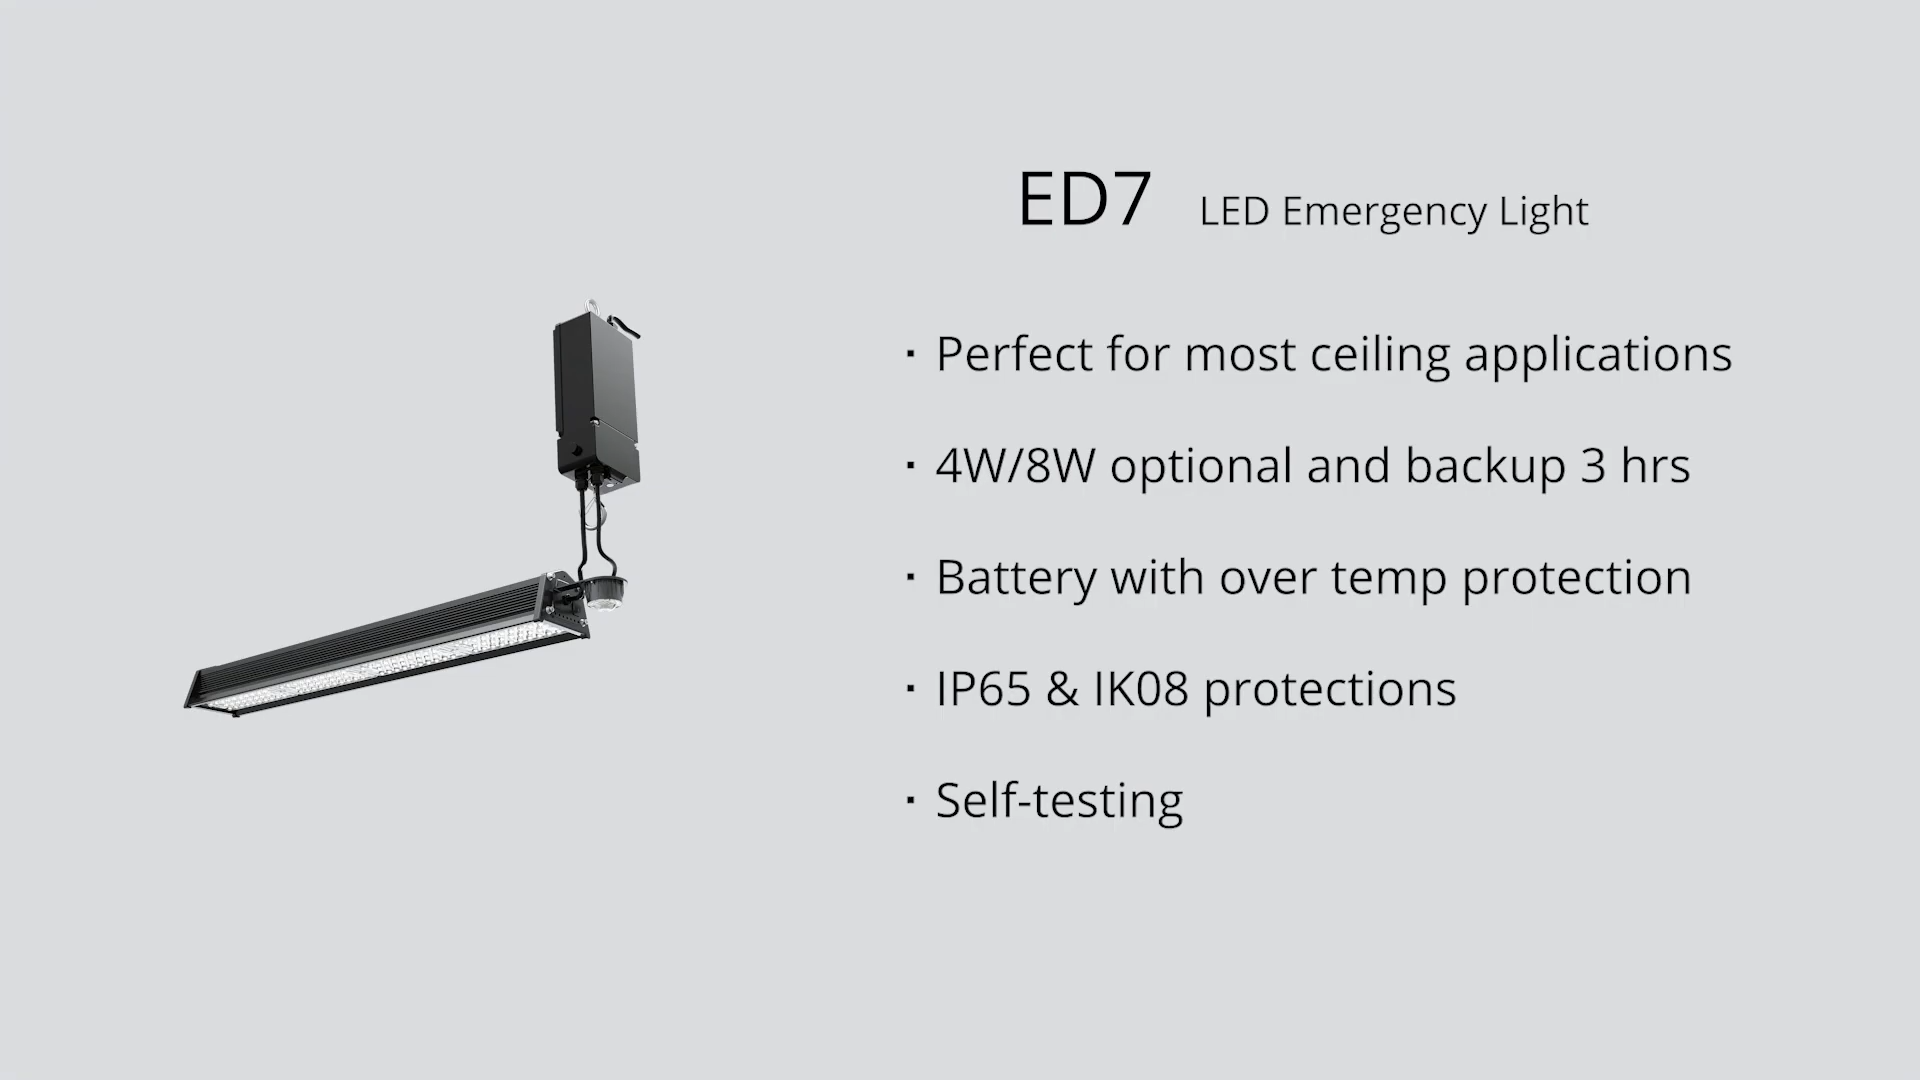 ED7 LED Emergency Light
· Perfect for most ceiling applications
· 4W/8W optional and backup 3 hrs
· Battery with over temp protection
· IP65 & IK08 protections
· Self-testing